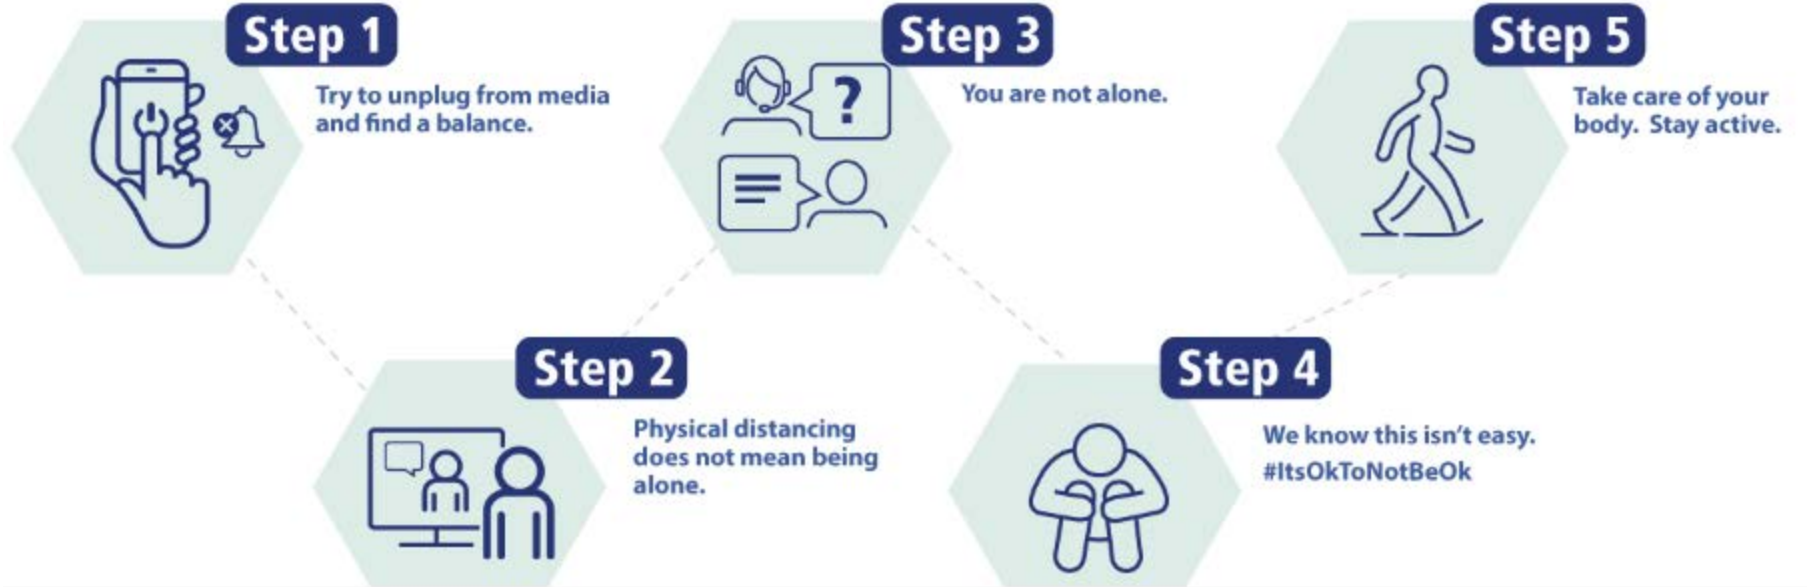 Step 1
Try to unplug from media
and find a balance.
Step 2
Physical distancing
does not mean being
alone.
Step 3
?
You are not alone.
Step 4
We know this isn't easy.
#ItsOkToNotBeOk
Step 5
Take care of your
body. Stay active.